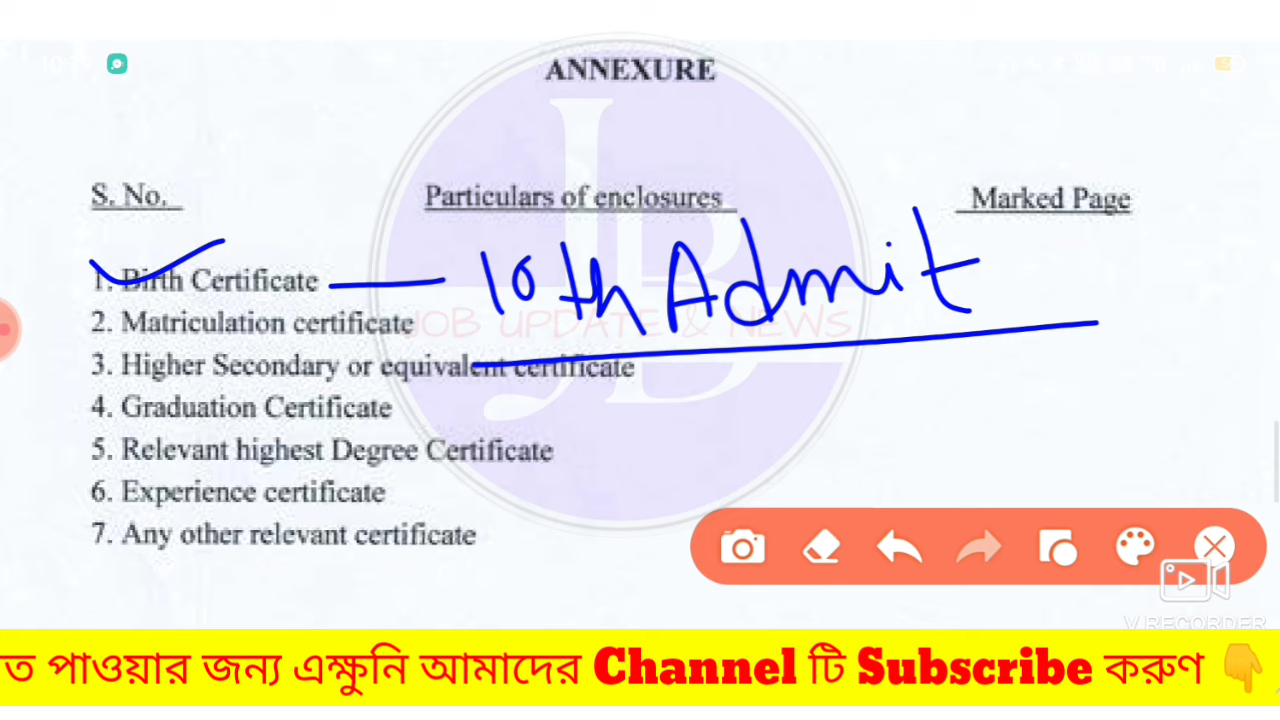 ANNEXURE
S. No. Particulars of enclosures Marked Page
1. Birth Certificate 10th Admit
2. Matriculation certificate
JOB UPDATE & NEWS
3. Higher Secondary or equivalent certificate
4. Graduation Certificate
5. Relevant highest Degree Certificate
6. Experience certificate
7. Any other relevant certificate
V RECORDER
ত পাওয়ার জন্য এক্ষুনি আমাদের Channel টি Subscribe করুণ